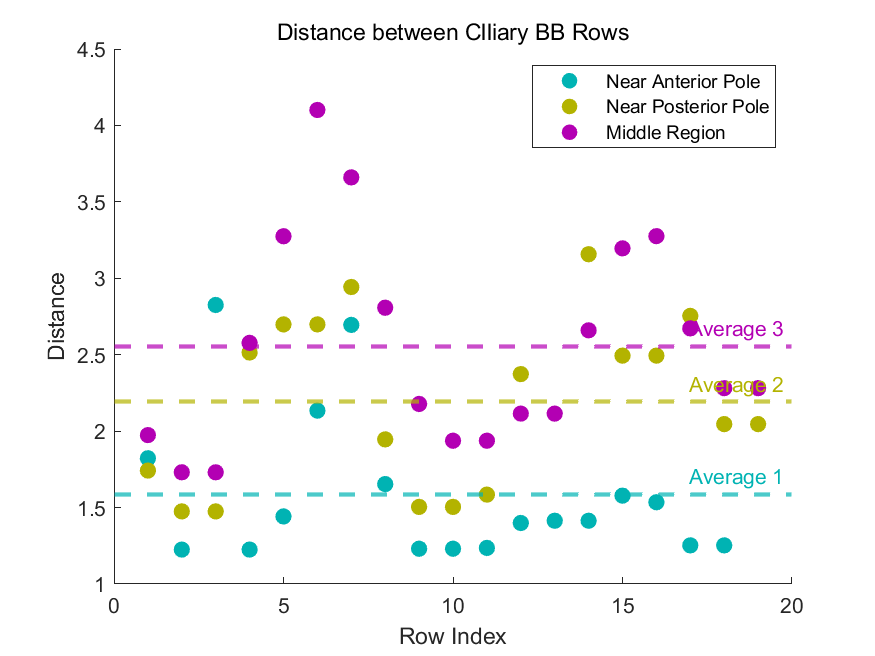 Distance between CIliary BB Rows
Near Anterior Pole
Near Posterior Pole
Middle Region
4.5
4
3.5
3
2.5
2
1.5
1
Distance
Average 3
Average 2
Average 1
0
5
10
15
20
Row Index